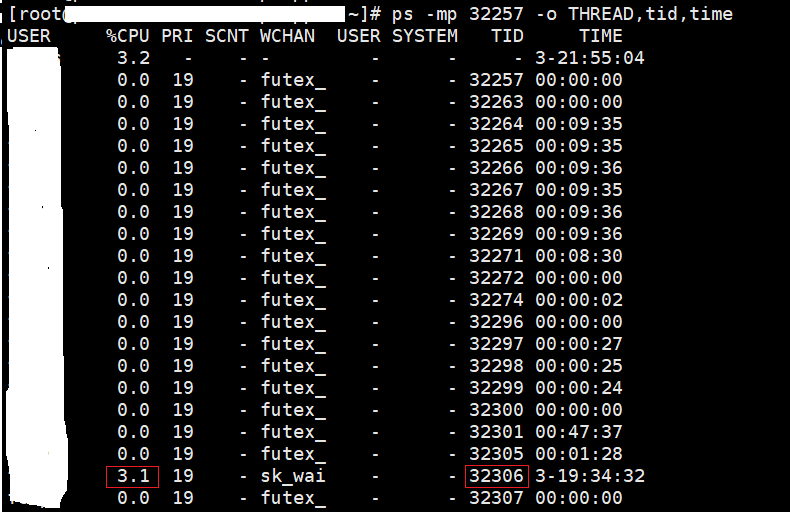 [root@ ~]# ps -mp 32257 -o THREAD,tid,time
USER %CPU PRI SCNT WCHAN USER SYSTEM TID TIME
3.2 - - - - - - 3-21:55:04
0.0 19 - futex_ - - 32257 00:00:00
0.0 19 - futex_ - - 32263 00:00:00
0.0 19 - futex_ - - 32264 00:09:35
0.0 19 - futex_ - - 32265 00:09:35
0.0 19 - futex_ - - 32266 00:09:36
0.0 19 - futex_ - - 32267 00:09:35
0.0 19 - futex_ - - 32268 00:09:36
0.0 19 - futex_ - - 32269 00:09:36
0.0 19 - futex_ - - 32271 00:08:30
0.0 19 - futex_ - - 32272 00:00:00
0.0 19 - futex_ - - 32274 00:00:02
0.0 19 - futex_ - - 32296 00:00:00
0.0 19 - futex_ - - 32297 00:00:27
0.0 19 - futex_ - - 32298 00:00:25
0.0 19 - futex_ - - 32299 00:00:24
0.0 19 - futex_ - - 32300 00:00:00
0.0 19 - futex_ - - 32301 00:47:37
0.0 19 - futex_ - - 32305 00:01:28
3.1 19 - sk_wai - - 32306 3-19:34:32
0.0 19 - futex_ - - 32307 00:00:00